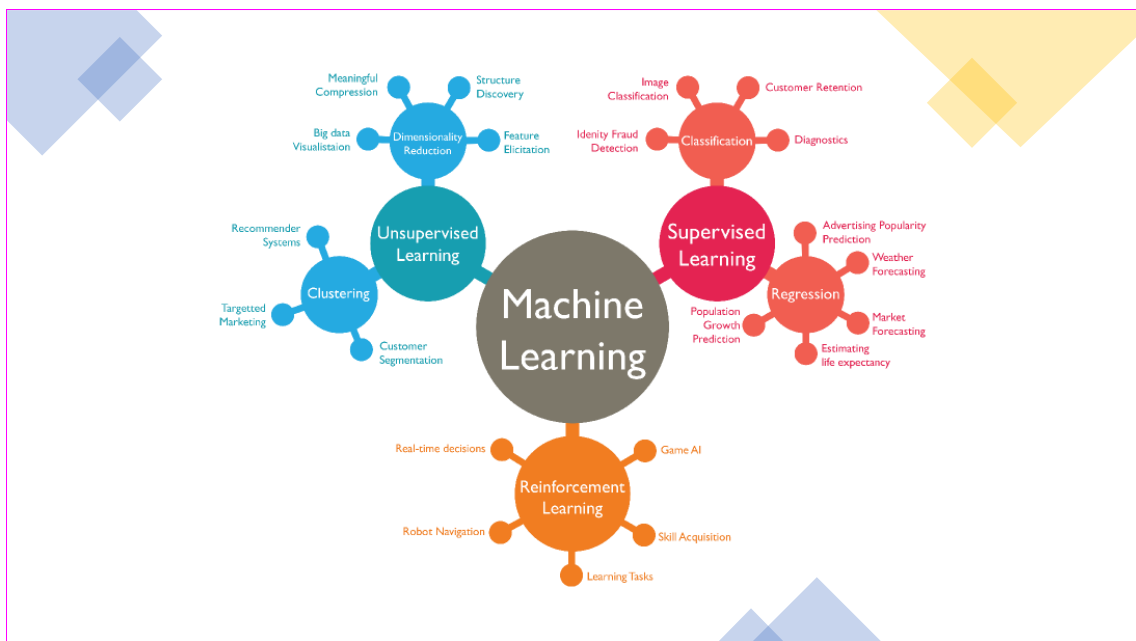 Meaningful
Compression
Structure
Discovery
Big data
Visualistaion
Dimensionality
Reduction
Feature
Elicitation
Unsupervised
Learning
Recommender
Systems
Clustering
Targetted
Marketing
Customer
Segmentation
Machine
Learning
Image
Classification
Customer Retention
Idenity Fraud
Detection
Classification
Diagnostics
Supervised
Learning
Advertising Popularity
Prediction
Weather
Forecasting
Regression
Population
Growth
Prediction
Market
Forecasting
Estimating
life expectancy
Real-time decisions
Game AI
Reinforcement
Learning
Robot Navigation
Skill Acquisition
Learning Tasks